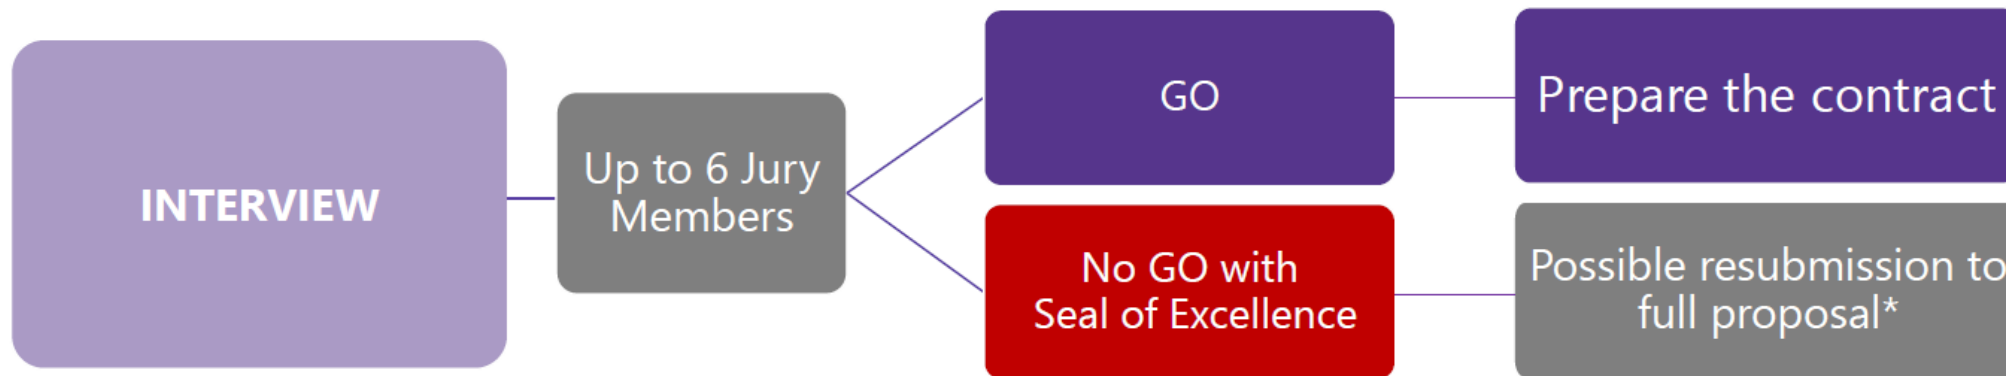 INTERVIEW
Up to 6 Jury
Members
GO
Prepare the contract
No GO with
Seal of Excellence
Possible resubmission to
full proposal*